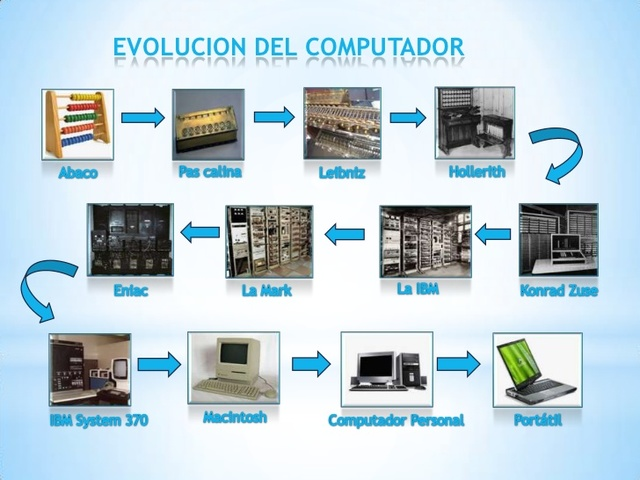 EVOLUCION DEL COMPUTADOR
Abaco
Pas calina
Leibniz
Hollerith
Konrad Zuse
La IBM
La Mark
Eniac
IBM System 370
Macintosh
Computador Personal
Portátil